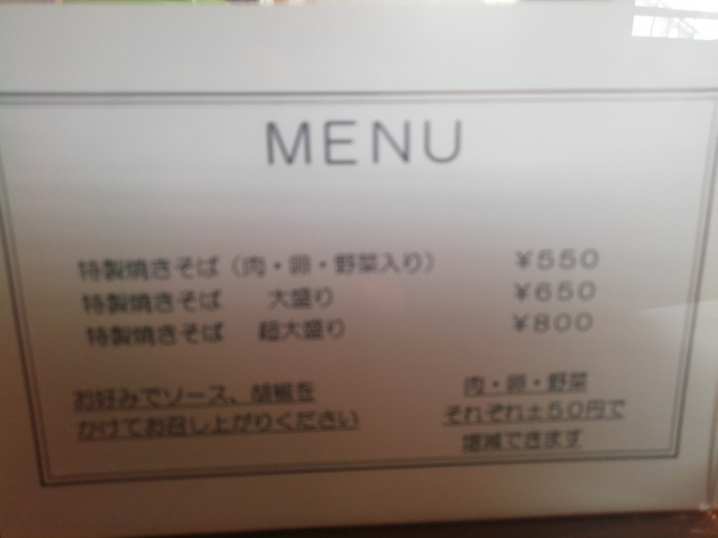 MENU
特製焼きそば（肉・卵・野菜入り） ￥550
特製焼きそば 大盛り ￥650
特製焼きそば 超大盛り ￥800
お好みでソース、胡椒を
かけてお召し上がりください
肉・卵・野菜
それぞれ±50円で
増減できます